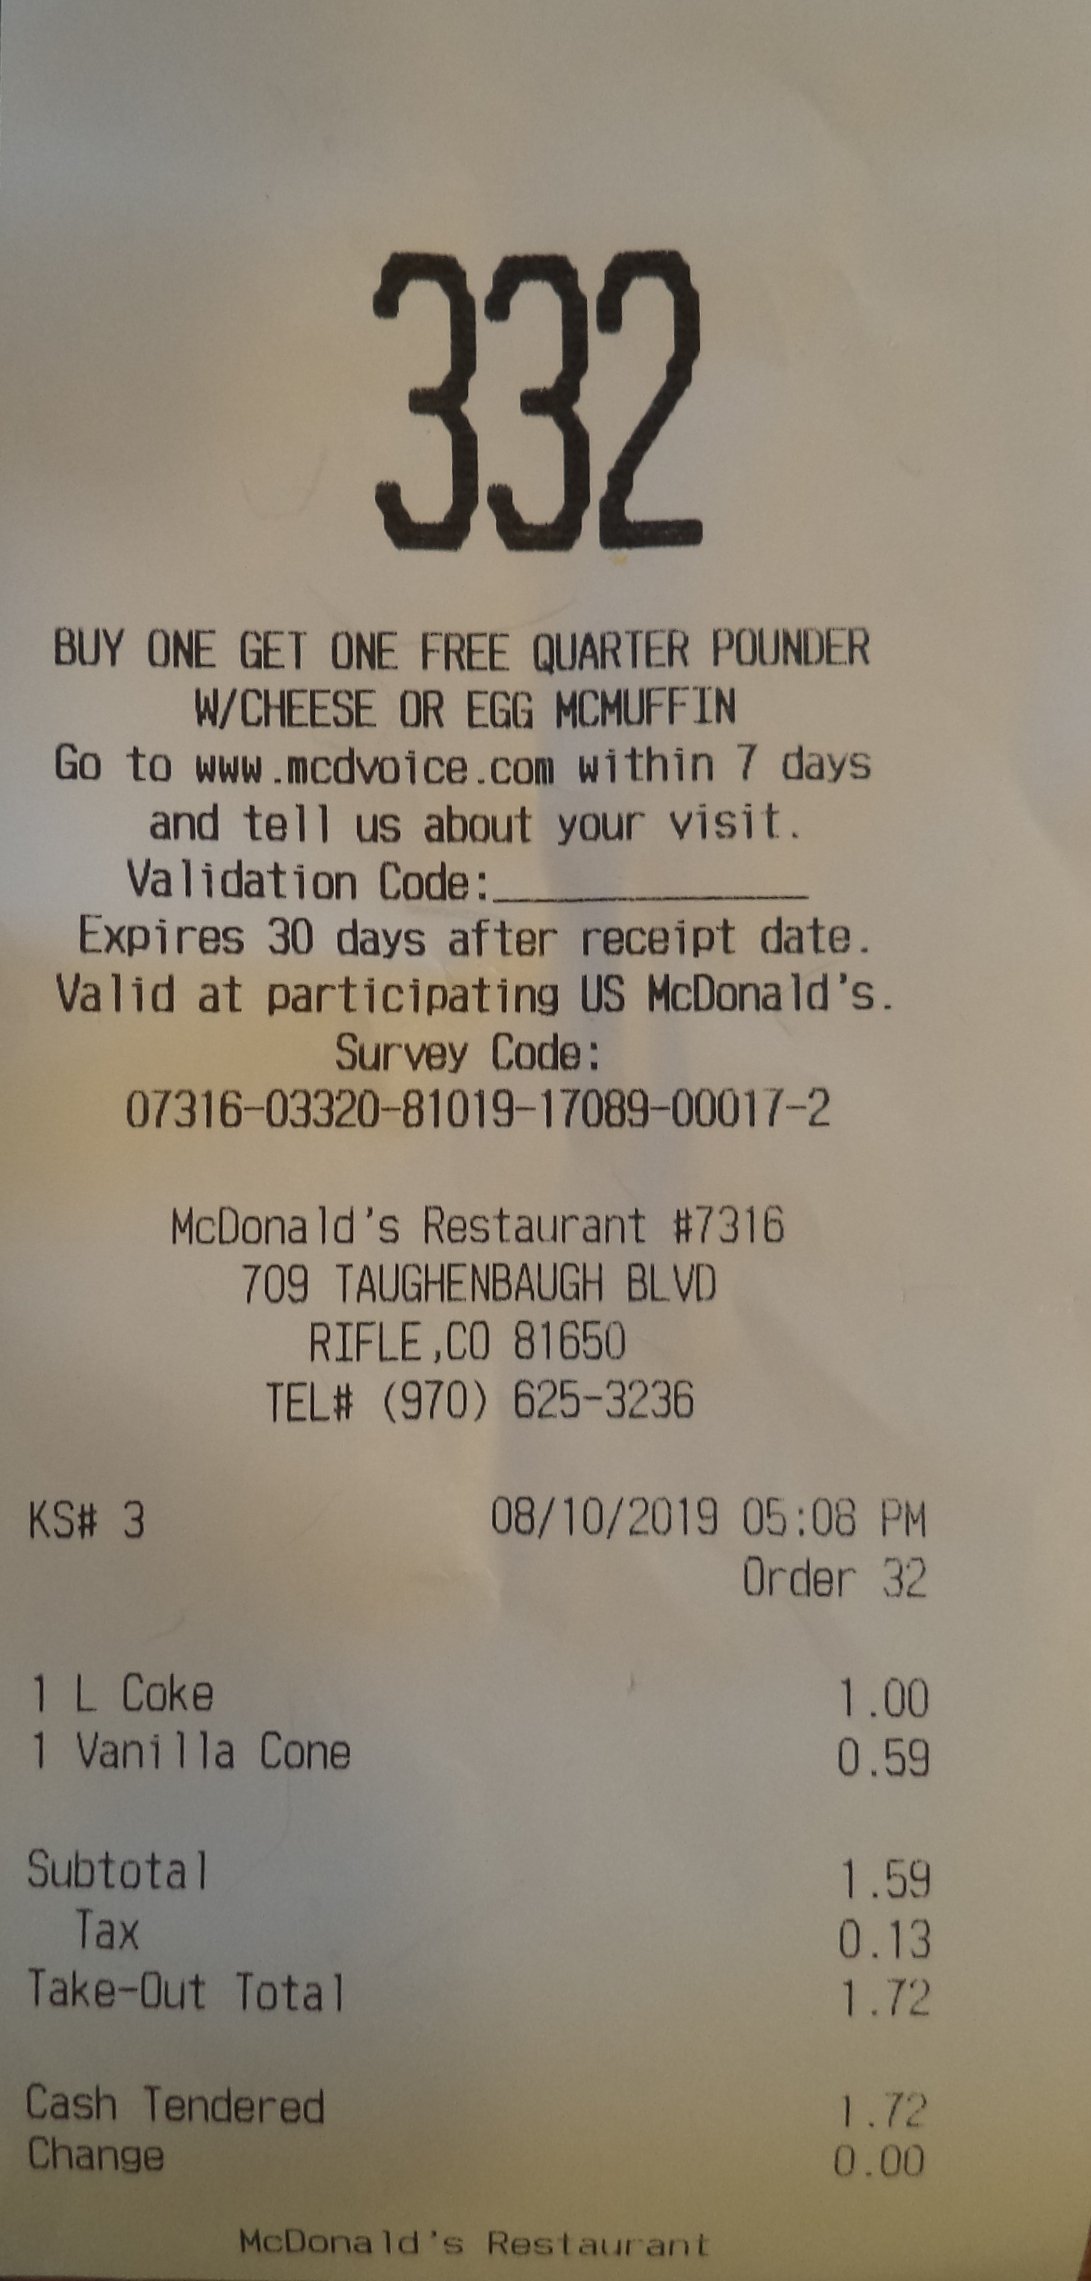 332
BUY ONE GET ONE FREE QUARTER POUNDER
W/CHEESE OR EGG MCMUFFIN
Go to www.mcdvoice.com within 7 days
and tell us about your visit.
Validation Code:_____________
Expires 30 days after receipt date.
Valid at participating US McDonald's.
Survey Code:
07316-03320-81019-17089-00017-2
McDonald's Restaurant #7316
709 TAUGHENBAUGH BLVD
RIFLE,CO 81650
TEL# (970) 625-3236
KS# 3 08/10/2019 05:08 PM
Order 32
1 L Coke 1.00
1 Vanilla Cone 0.59
Subtotal 1.59
Tax 0.13
Take-Out Total 1.72
Cash Tendered 1.72
Change 0.00
McDonald's Restaurant